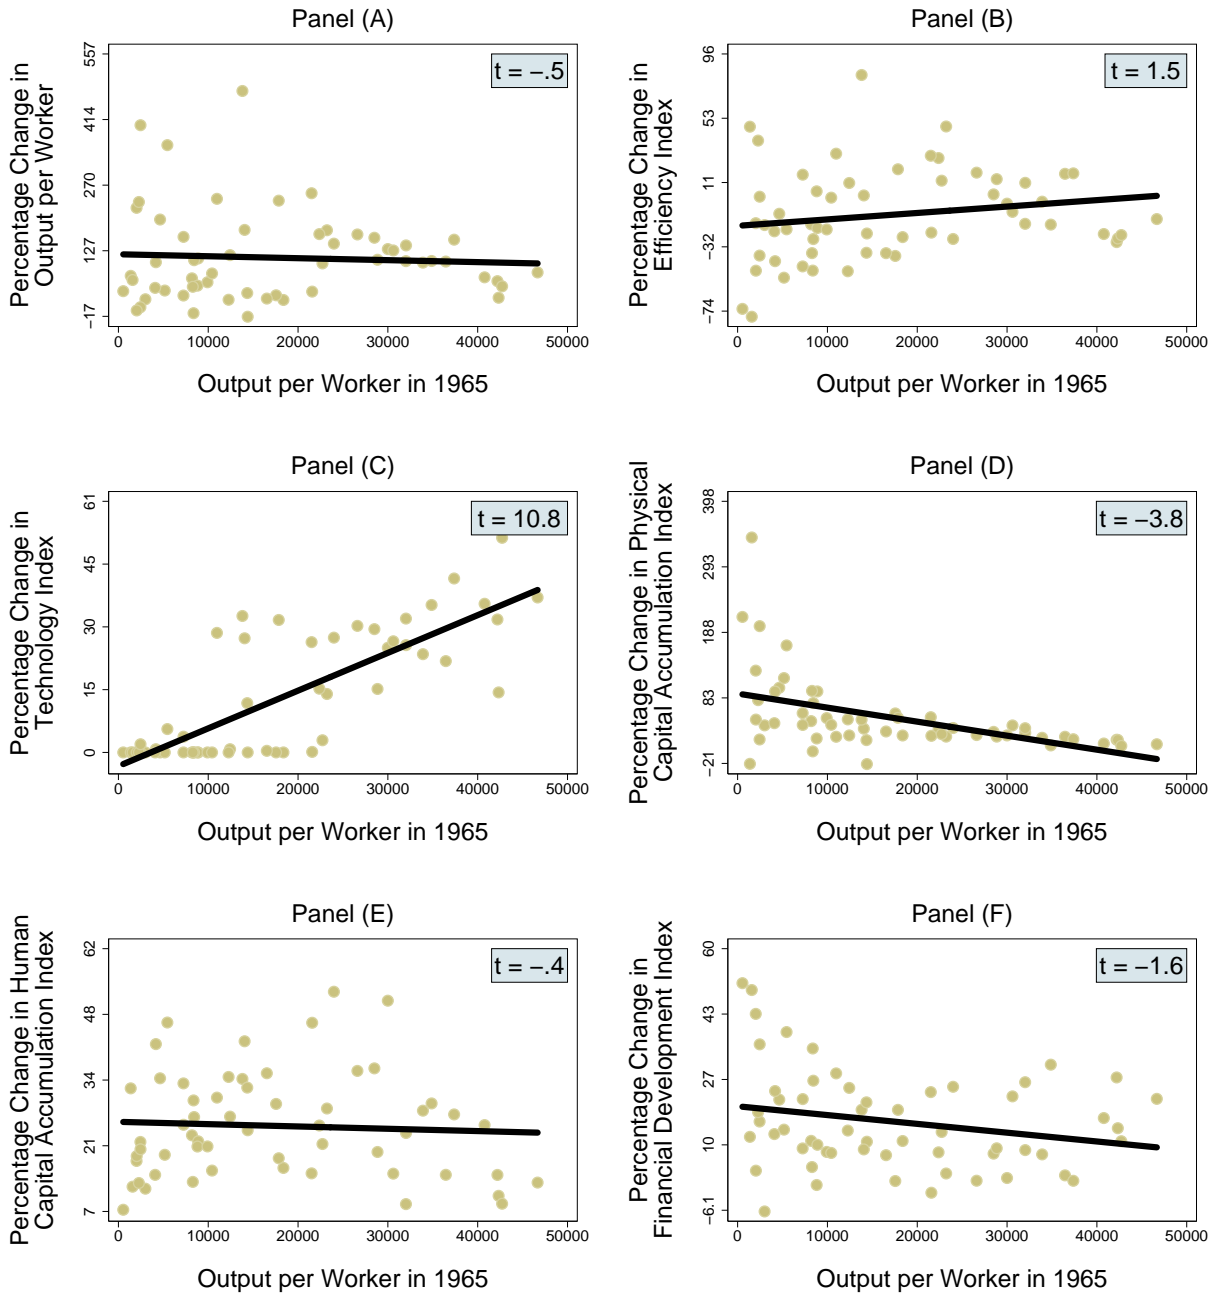 Panel (A)
Percentage Change in
Output per Worker
557
414
270
127
−17
t = −.5
0 10000 20000 30000 40000 50000
Output per Worker in 1965
Panel (B)
Percentage Change in
Efficiency Index
96
53
11
−32
−74
t = 1.5
0 10000 20000 30000 40000 50000
Output per Worker in 1965
Panel (C)
Percentage Change in
Technology Index
61
45
30
15
0
t = 10.8
0 10000 20000 30000 40000 50000
Output per Worker in 1965
Panel (D)
Percentage Change in Physical
Capital Accumulation Index
398
293
188
83
−21
t = −3.8
0 10000 20000 30000 40000 50000
Output per Worker in 1965
Panel (E)
Percentage Change in Human
Capital Accumulation Index
62
48
34
21
7
t = −.4
0 10000 20000 30000 40000 50000
Output per Worker in 1965
Panel (F)
Percentage Change in
Financial Development Index
60
43
27
10
−6.1
t = −1.6
0 10000 20000 30000 40000 50000
Output per Worker in 1965